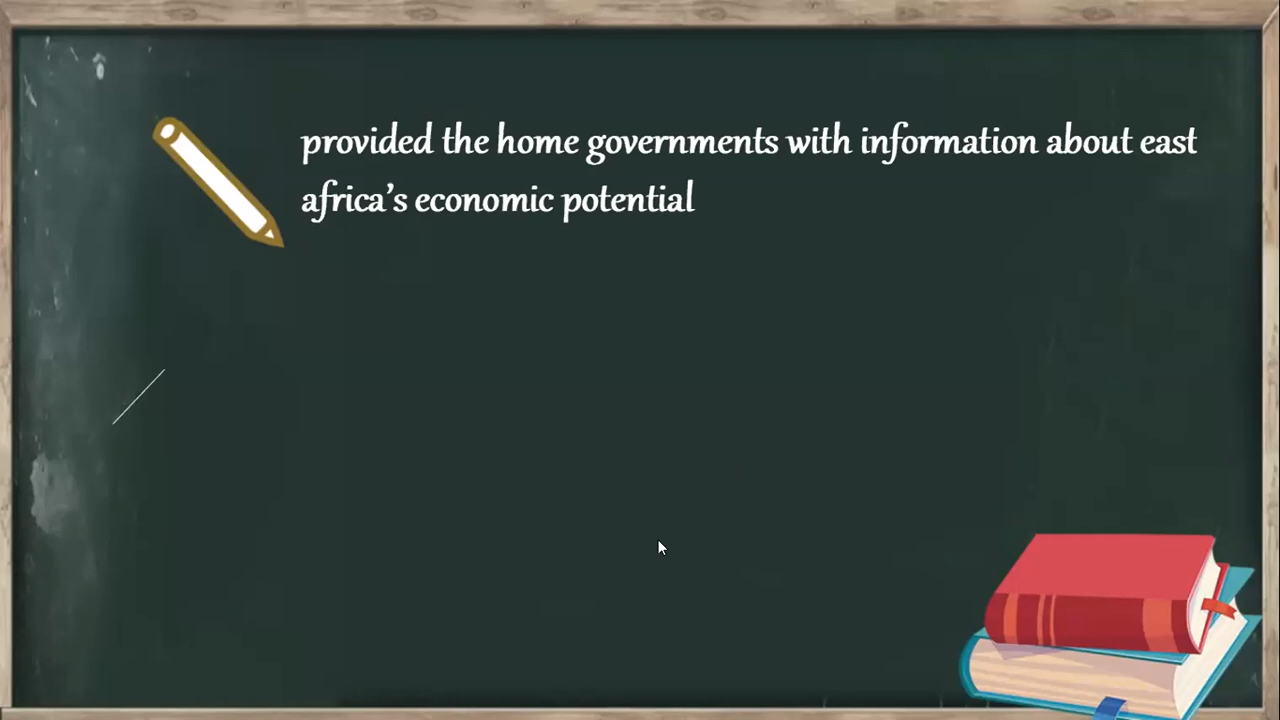 provided the home governments with information about east
africa's economic potential